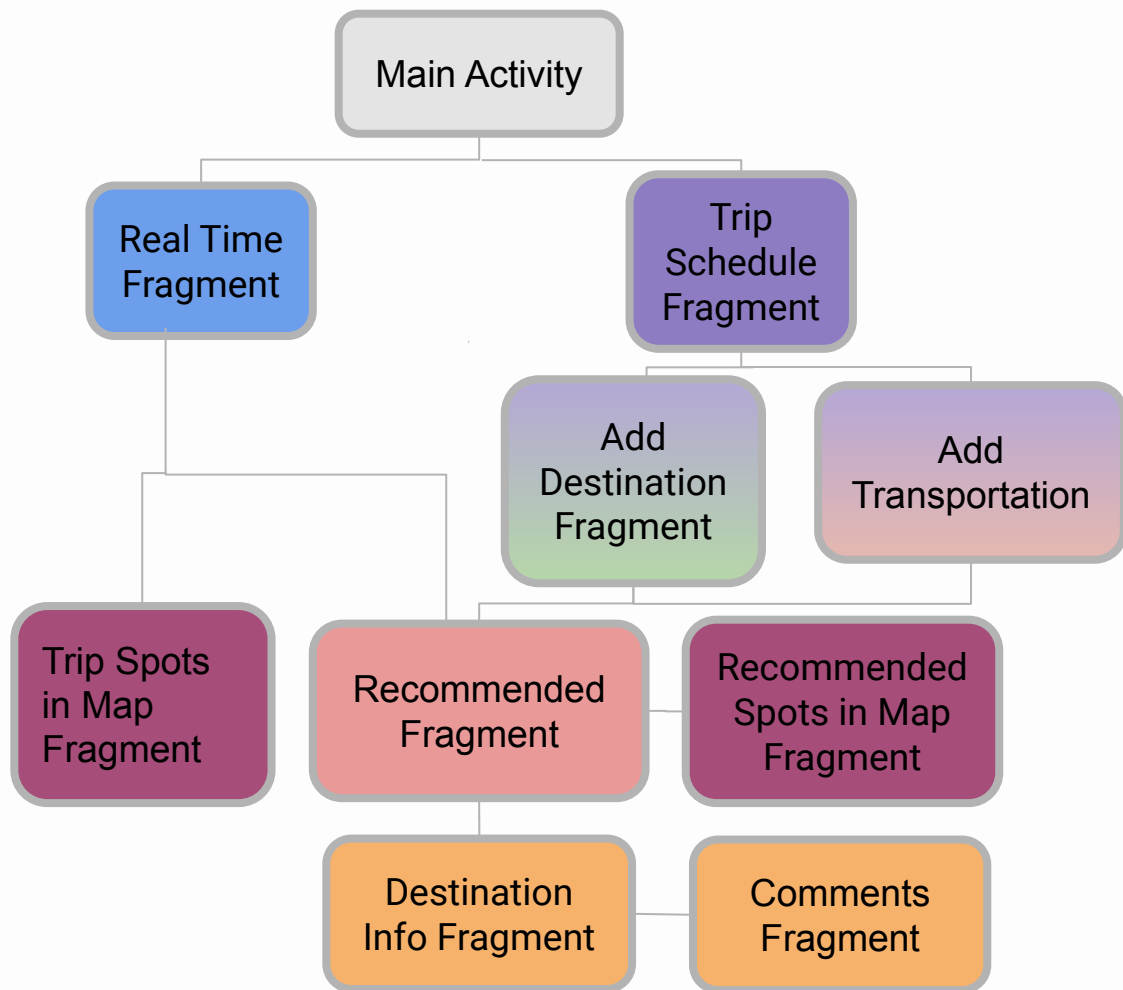 Main Activity
Real Time
Fragment
Trip
Schedule
Fragment
Add
Destination
Fragment
Add
Transportation
Trip Spots
in Map
Fragment
Recommended
Fragment
Recommended
Spots in Map
Fragment
Destination
Info Fragment
Comments
Fragment